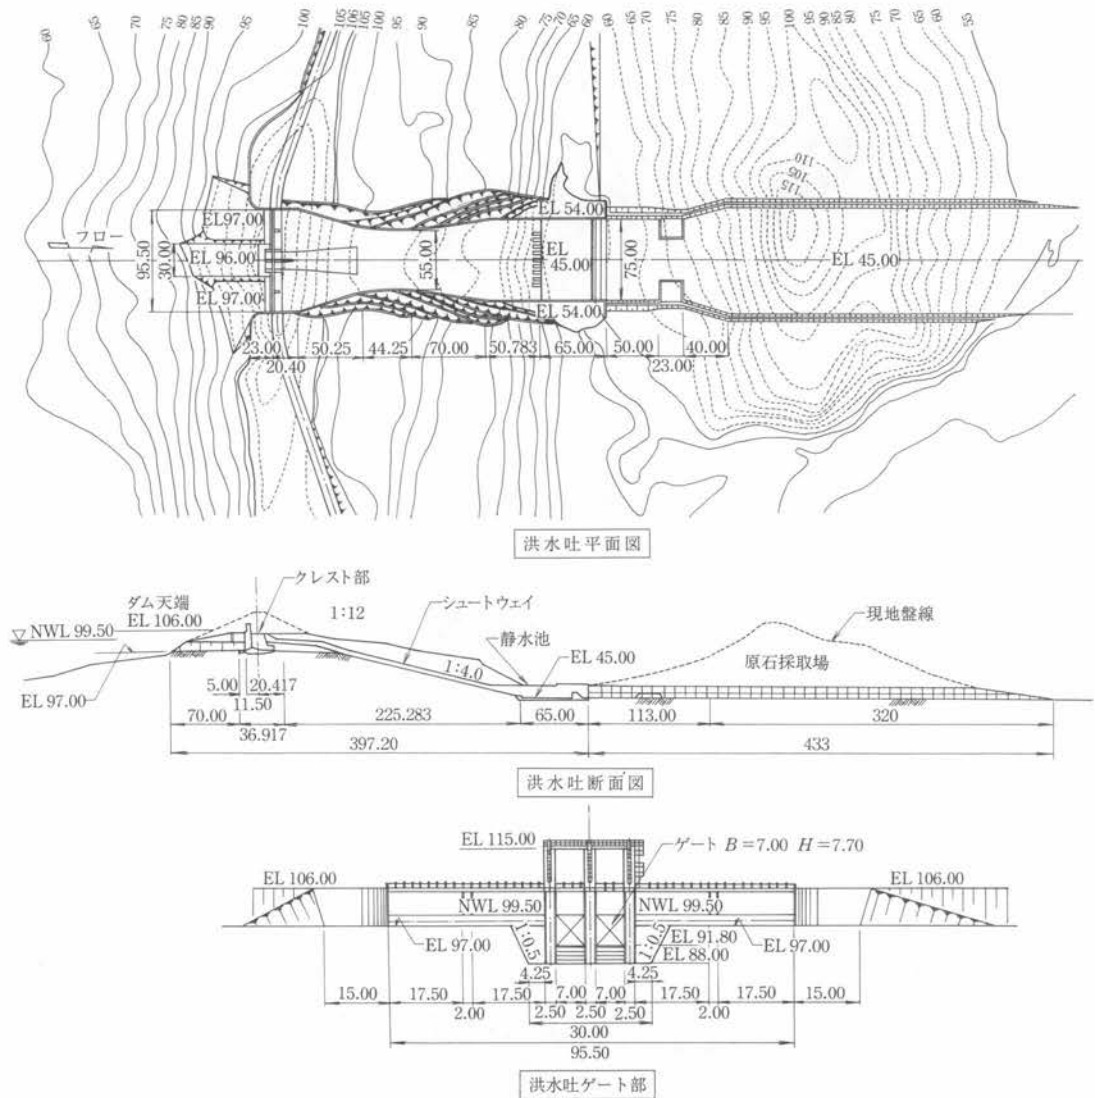 60
65
70
75
80
85
90
95
100
105
106
105
100
95
90
85
80
75
70
65
60
60
65
70
75
80
85
90
95
100
95
90
85
80
75
70
65
60
55
110
105
115
フロー
95.50
30.00
EL97.00
EL 96.00
EL 97.00
55.00
EL 54.00
EL
45.00
75.00
EL 54.00
EL 45.00
23.00
20.40
50.25
44.25
70.00
50.783
65.00
50.00
23.00
40.00
洪水吐平面図
ダム天端
EL 106.00
NWL 99.50
クレスト部
1:12
シュートウェイ
静水池
EL 45.00
1:4.0
現地盤線
原石採取場
EL 97.00
5.00
20.417
11.50
70.00
36.917
225.283
65.00
113.00
320
397.20
433
洪水吐断面図
EL 115.00
ゲート B=7.00 H=7.70
EL 106.00
EL 106.00
NWL 99.50
NWL 99.50
EL 97.00
EL 91.80
EL 97.00
EL 88.00
1:0.5
1:0.5
4.25
4.25
15.00
17.50
17.50
7.00
7.00
17.50
17.50
15.00
2.00
2.50
2.50
2.50
2.00
30.00
95.50
洪水吐ゲート部